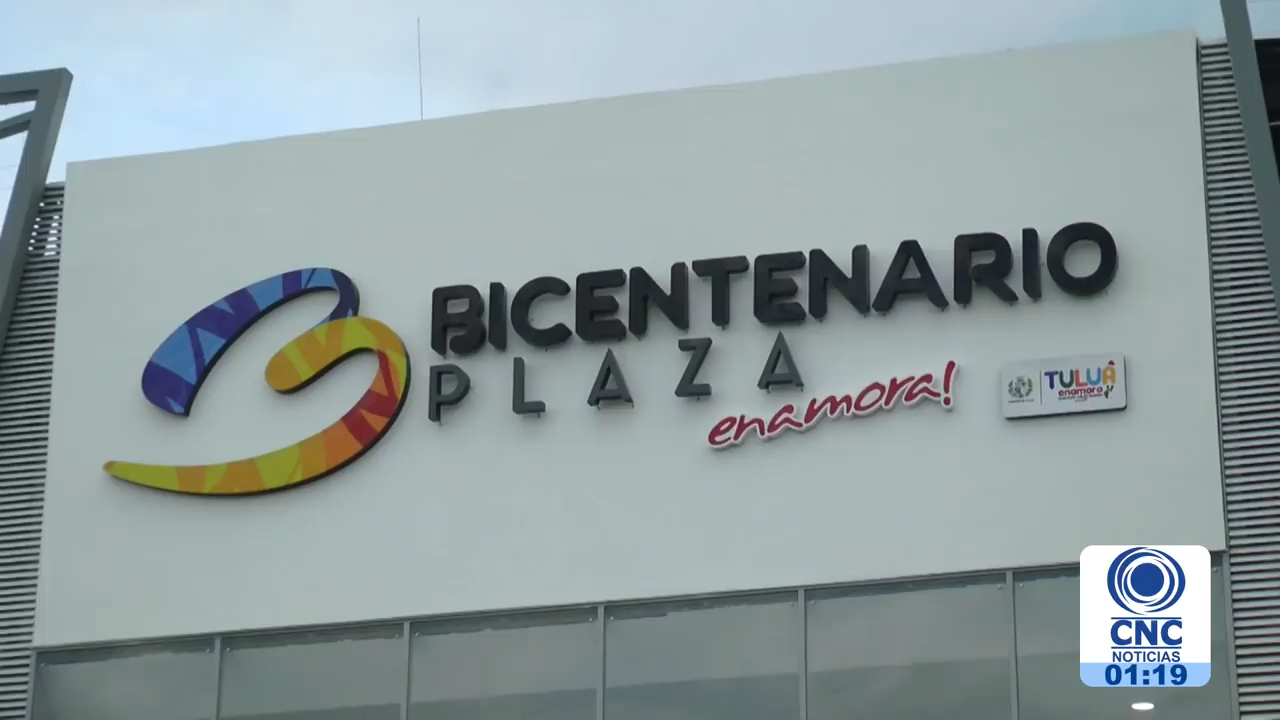 BICENTENARIO
PLAZA
enamora!
TULUÁ
enamora
CNC
NOTICIAS
01:19